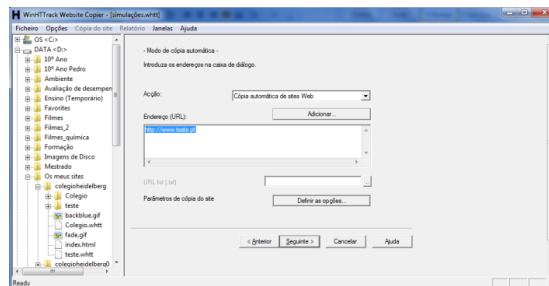 WinHTTrack Website Copier - [simulações.whtt]
Ficheiro Opções Cópia do site Relatório Janelas Ajuda
OS <C:>
DATA <D:>
10º Ano
10º Ano Pedro
Ambiente
Avaliação de desempen
Ensino (Temporário)
Favorites
Filmes
Filmes_2
Filmes_quimica
Formação
Imagens de Disco
Mestrado
Os meus sites
colegioheidelberg
Colegio
teste
backblue.gif
Colegio.whtt
fade.gif
index.html
teste.whtt
colegioheidelberg0
- Modo de cópia automática -
Introduza os endereços na caixa de diálogo.
Acção:
Cópia automática de sites Web
Endereço (URL):
Adicionar...
http://www.teste.pt
URL list (.txt)
...
Parâmetros de cópia do site
Definir as opções...
< Anterior
Seguinte >
Cancelar
Ajuda
Ready